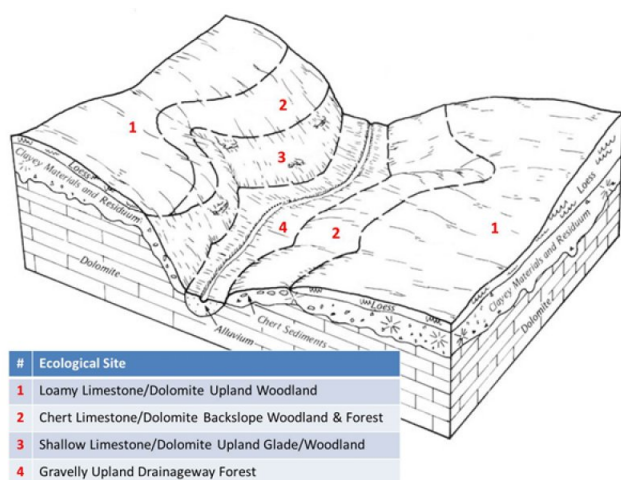 1
2
3
4
2
1
Loess
Clayey Materials and Residuum
Dolomite
Alluvium
Chert Sediments
Loess
Loess
Clayey Materials and Residuum
Dolomite
# Ecological Site
1 Loamy Limestone/Dolomite Upland Woodland
2 Chert Limestone/Dolomite Backslope Woodland & Forest
3 Shallow Limestone/Dolomite Upland Glade/Woodland
4 Gravelly Upland Drainageway Forest